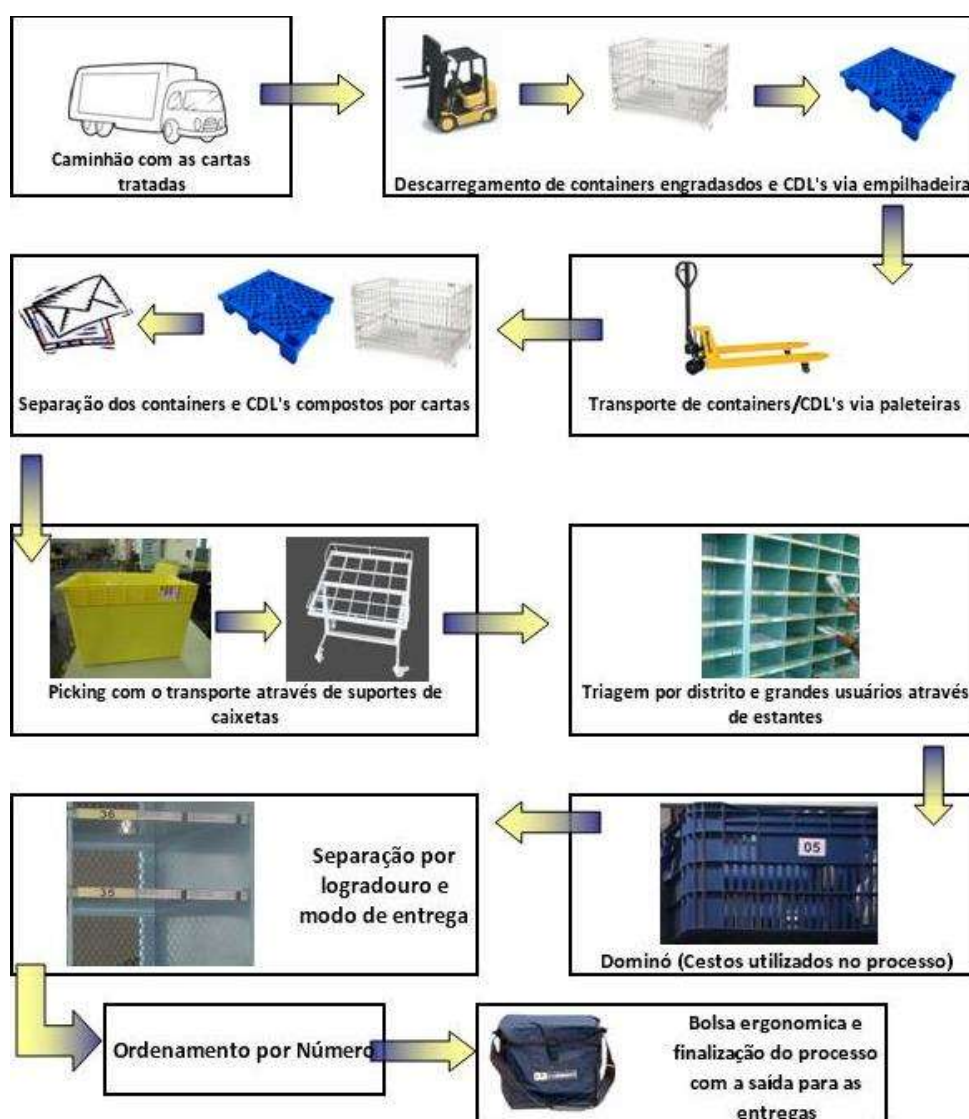 Caminhão com as cartas
tratadas
Descarregamento de containers engradasdos e CDL's via empilhadeira
Transporte de containers/CDL's via paleteiras
Separação dos containers e CDL's compostos por cartas
Picking com o transporte através de suportes de
caixetas
Triagem por distrito e grandes usuários através
de estantes
05
Dominó (Cestos utilizados no processo)
36
35
Separação por
logradouro e
modo de entrega
Ordenamento por Número
Bolsa ergonomica e
finalização do processo
com a saída para as
entregas